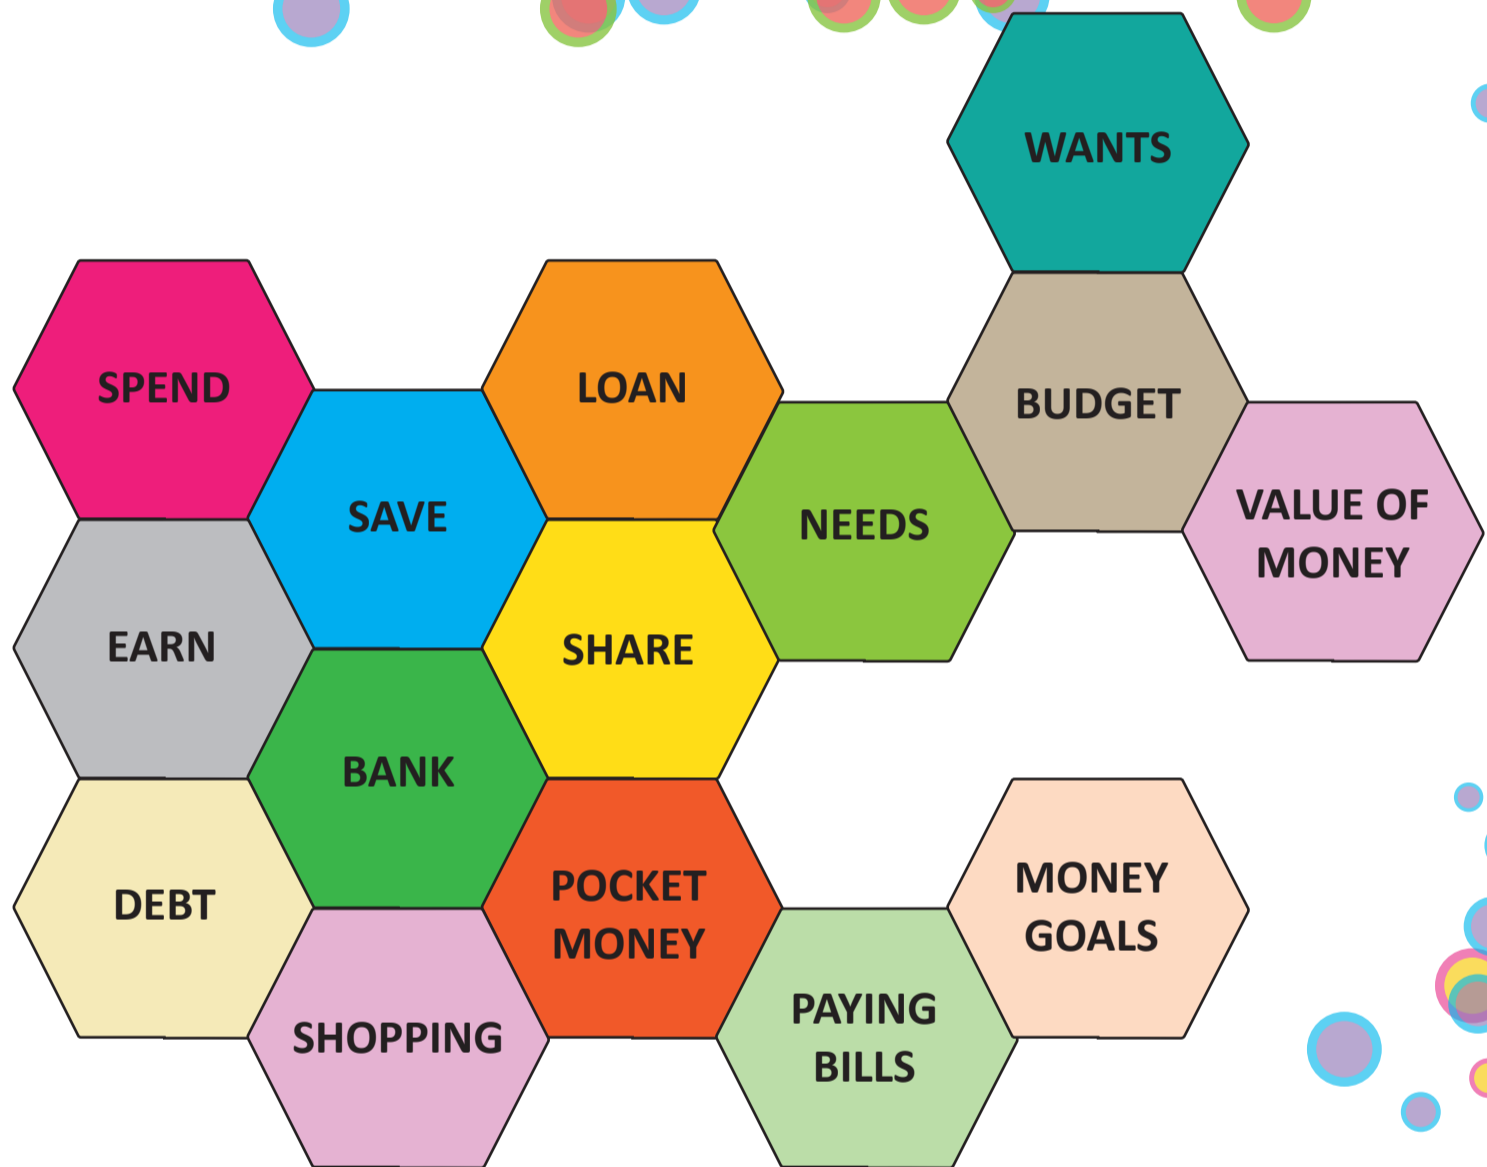 WANTS
SPEND
LOAN
BUDGET
SAVE
NEEDS
VALUE OF
MONEY
EARN
SHARE
BANK
DEBT
POCKET
MONEY
MONEY
GOALS
SHOPPING
PAYING
BILLS